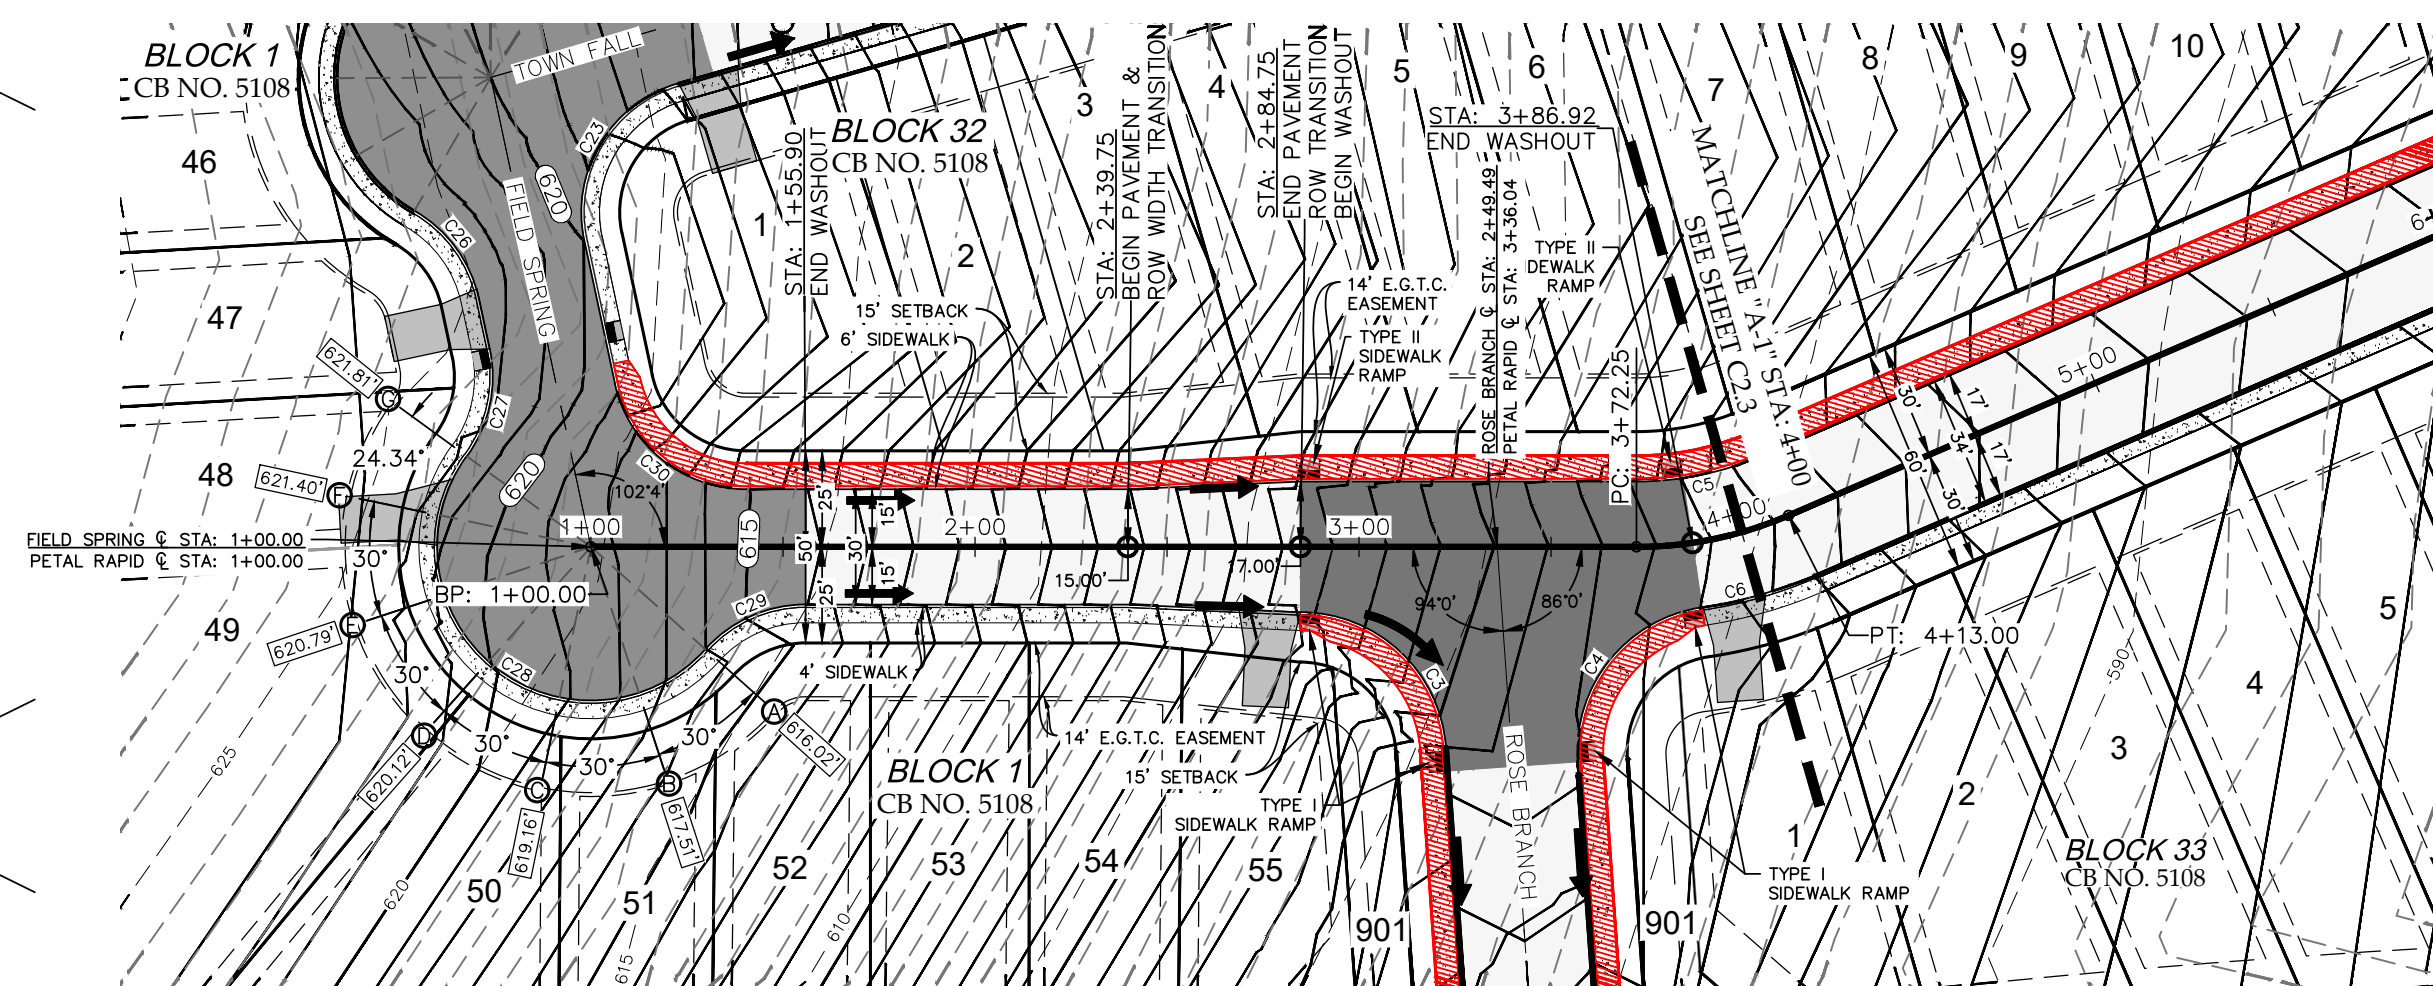 BLOCK 1
CB NO. 5108
TOWN FALL
BLOCK 32
CB NO. 5108
46
47
48
49
50
51
52
53
54
55
901
901
1
2
3
4
5
6
7
8
9
10
1
2
3
4
5
C23
C26
C27
C28
C29
C30
C3
C4
C5
C6
FIELD SPRING
620
620
615
STA: 1+55.90
END WASHOUT
STA: 2+39.75
BEGIN PAVEMENT &
ROW WIDTH TRANSITION
STA: 2+84.75
END PAVEMENT
ROW TRANSITION
BEGIN WASHOUT
STA: 3+86.92
END WASHOUT
ROSE BRANCH ℄ STA: 2+49.49
PETAL RAPID ℄ STA: 3+36.04
TYPE II
DEWALK
RAMP
PC: 3+72.25
MATCHLINE "A-1" STA: 4+00
SEE SHEET C2.3
15' SETBACK
6' SIDEWALK
14' E.G.T.C.
EASEMENT
TYPE II
SIDEWALK
RAMP
621.81'
G
24.34°
621.40'
F
FIELD SPRING ℄ STA: 1+00.00
PETAL RAPID ℄ STA: 1+00.00
30°
620.79'
E
30°
D
620.12'
30°
C
619.16'
30°
B
617.51'
30°
A
616.02'
BP: 1+00.00
102°4'
1+00
2+00
3+00
4+00
5+00
25'
50'
25'
15'
30'
15'
15.00'
17.00'
94°0'
86°0'
30'
17'
34'
60'
17'
30'
PT: 4+13.00
4' SIDEWALK
14' E.G.T.C. EASEMENT
15' SETBACK
TYPE I
SIDEWALK RAMP
BLOCK 1
CB NO. 5108
ROSE BRANCH
TYPE I
SIDEWALK RAMP
BLOCK 33
CB NO. 5108
625
620
615
610
590